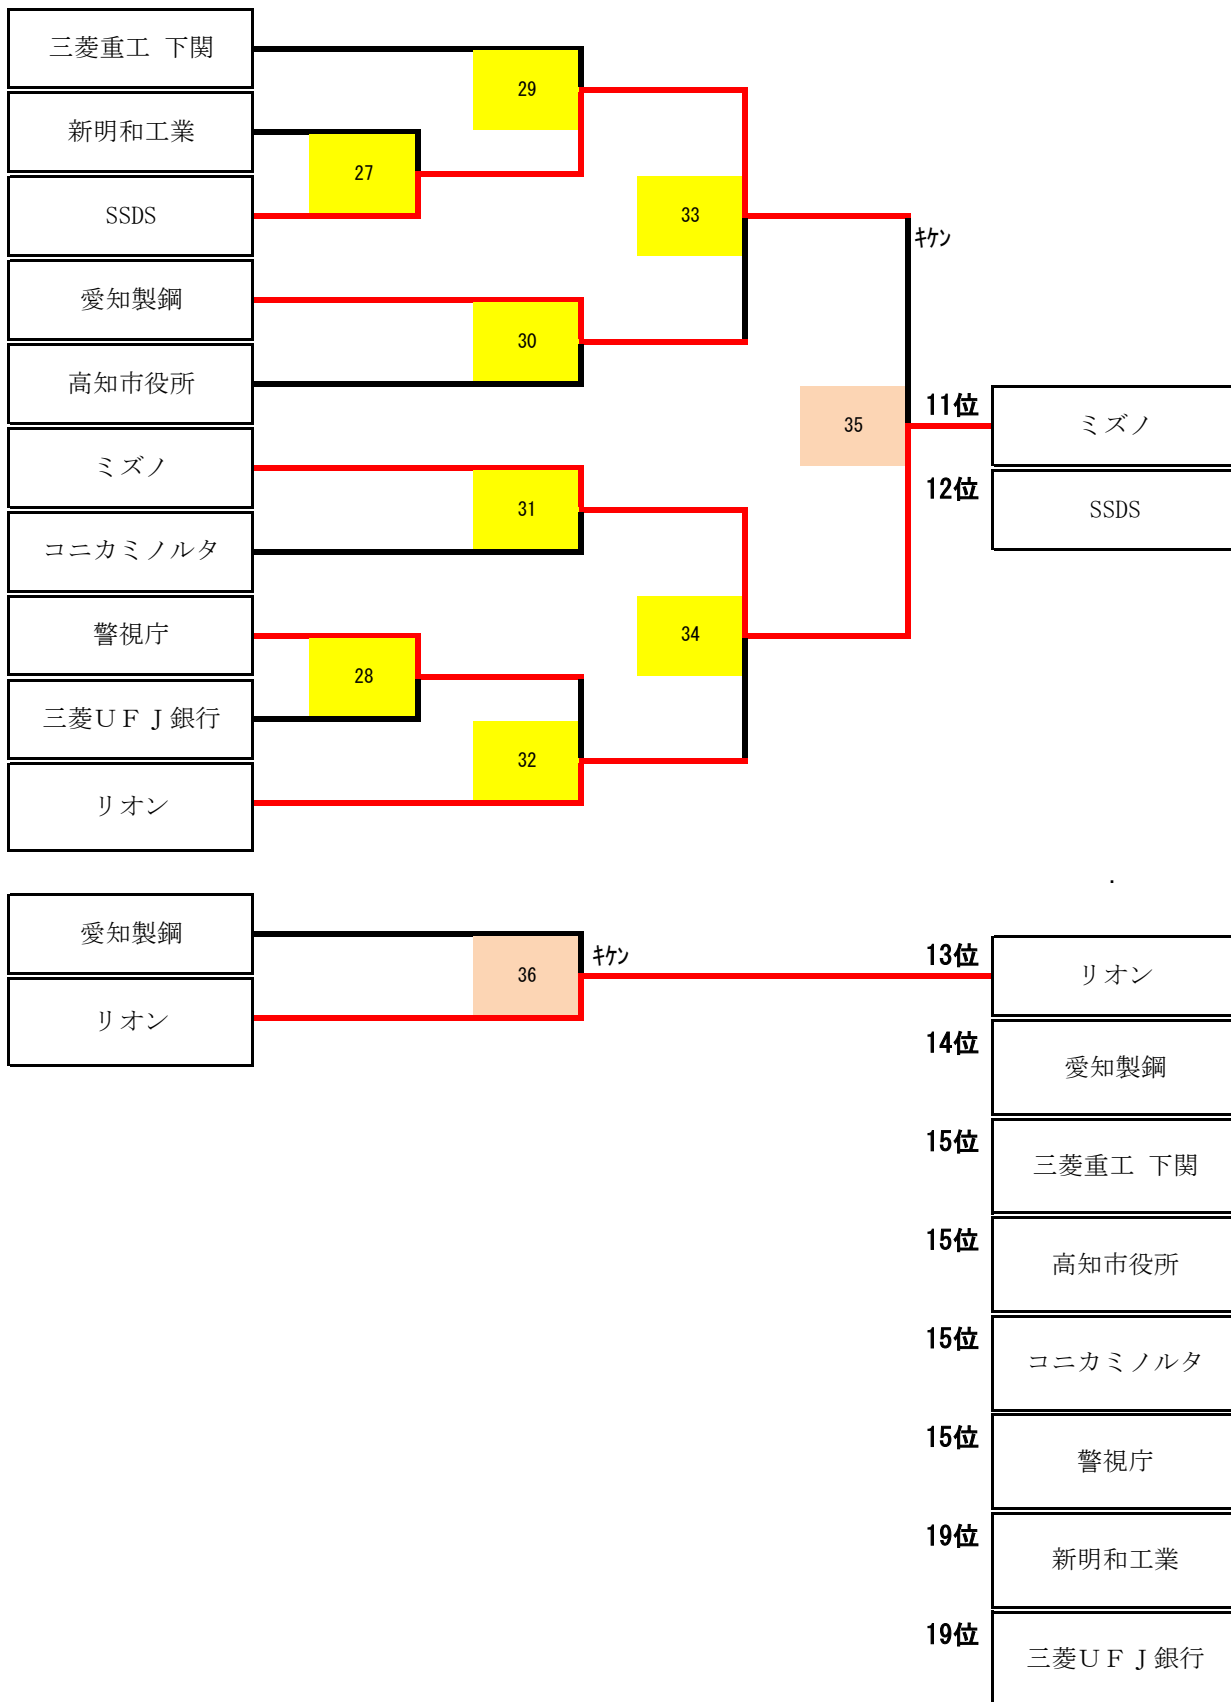 三菱重工 下関
29
新明和工業
27
SSDS
33
ｷｹﾝ
愛知製鋼
30
高知市役所
11位
ミズノ
35
ミズノ
12位
SSDS
31
コニカミノルタ
警視庁
34
28
三菱ＵＦＪ銀行
32
リオン
.
愛知製鋼
ｷｹﾝ
13位
リオン
36
リオン
14位
愛知製鋼
15位
三菱重工 下関
15位
高知市役所
15位
コニカミノルタ
15位
警視庁
19位
新明和工業
19位
三菱ＵＦＪ銀行